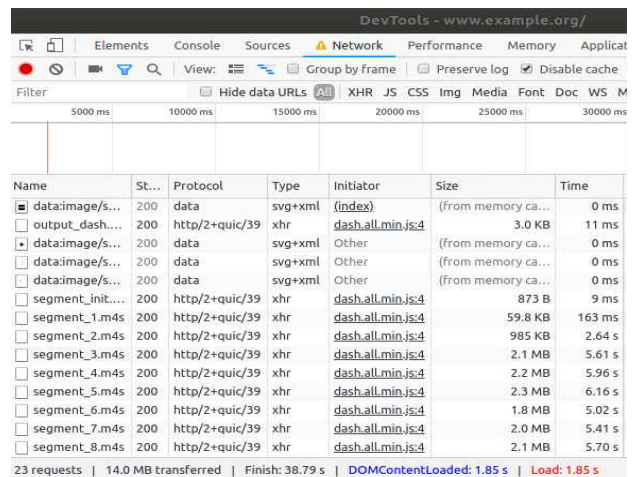 DevTools - www.example.org/
Elements Console Sources Network Performance Memory Applicat
View: Group by frame Preserve log Disable cache
Filter Hide data URLs All XHR JS CSS Img Media Font Doc WS M
5000 ms 10000 ms 15000 ms 20000 ms 25000 ms 30000 ms
Name St... Protocol Type Initiator Size Time
data:image/s... 200 data svg+xml (index) (from memory ca... 0 ms
output_dash.... 200 http/2+quic/39 xhr dash.all.min.js:4 3.0 KB 11 ms
data:image/s... 200 data svg+xml Other (from memory ca... 0 ms
data:image/s... 200 data svg+xml Other (from memory ca... 0 ms
data:image/s... 200 data svg+xml Other (from memory ca... 0 ms
segment_init.... 200 http/2+quic/39 xhr dash.all.min.js:4 873 B 9 ms
segment_1.m4s 200 http/2+quic/39 xhr dash.all.min.js:4 59.8 KB 163 ms
segment_2.m4s 200 http/2+quic/39 xhr dash.all.min.js:4 985 KB 2.64 s
segment_3.m4s 200 http/2+quic/39 xhr dash.all.min.js:4 2.1 MB 5.61 s
segment_4.m4s 200 http/2+quic/39 xhr dash.all.min.js:4 2.2 MB 5.96 s
segment_5.m4s 200 http/2+quic/39 xhr dash.all.min.js:4 2.3 MB 6.16 s
segment_6.m4s 200 http/2+quic/39 xhr dash.all.min.js:4 1.8 MB 5.02 s
segment_7.m4s 200 http/2+quic/39 xhr dash.all.min.js:4 2.0 MB 5.41 s
segment_8.m4s 200 http/2+quic/39 xhr dash.all.min.js:4 2.1 MB 5.70 s
23 requests | 14.0 MB transferred | Finish: 38.79 s | DOMContentLoaded: 1.85 s | Load: 1.85 s